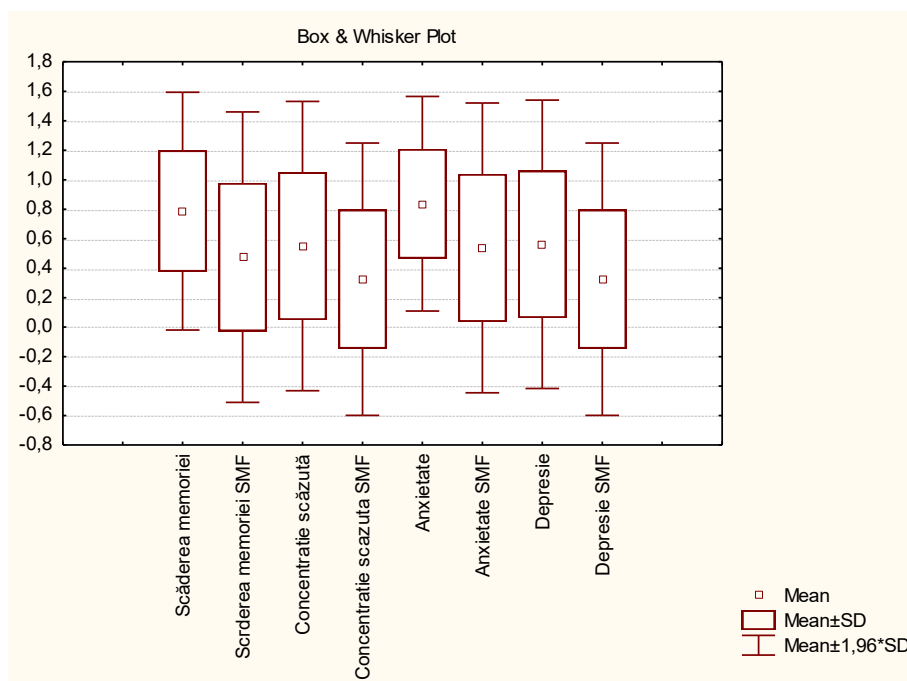 Box & Whisker Plot
1,8
1,6
1,4
1,2
1,0
0,8
0,6
0,4
0,2
0,0
-0,2
-0,4
-0,6
-0,8
Scăderea memoriei
Scrderea memoriei SMF
Concentratie scăzută
Concentratie scazuta SMF
Anxietate
Anxietate SMF
Depresie
Depresie SMF
Mean
Mean±SD
Mean±1,96*SD